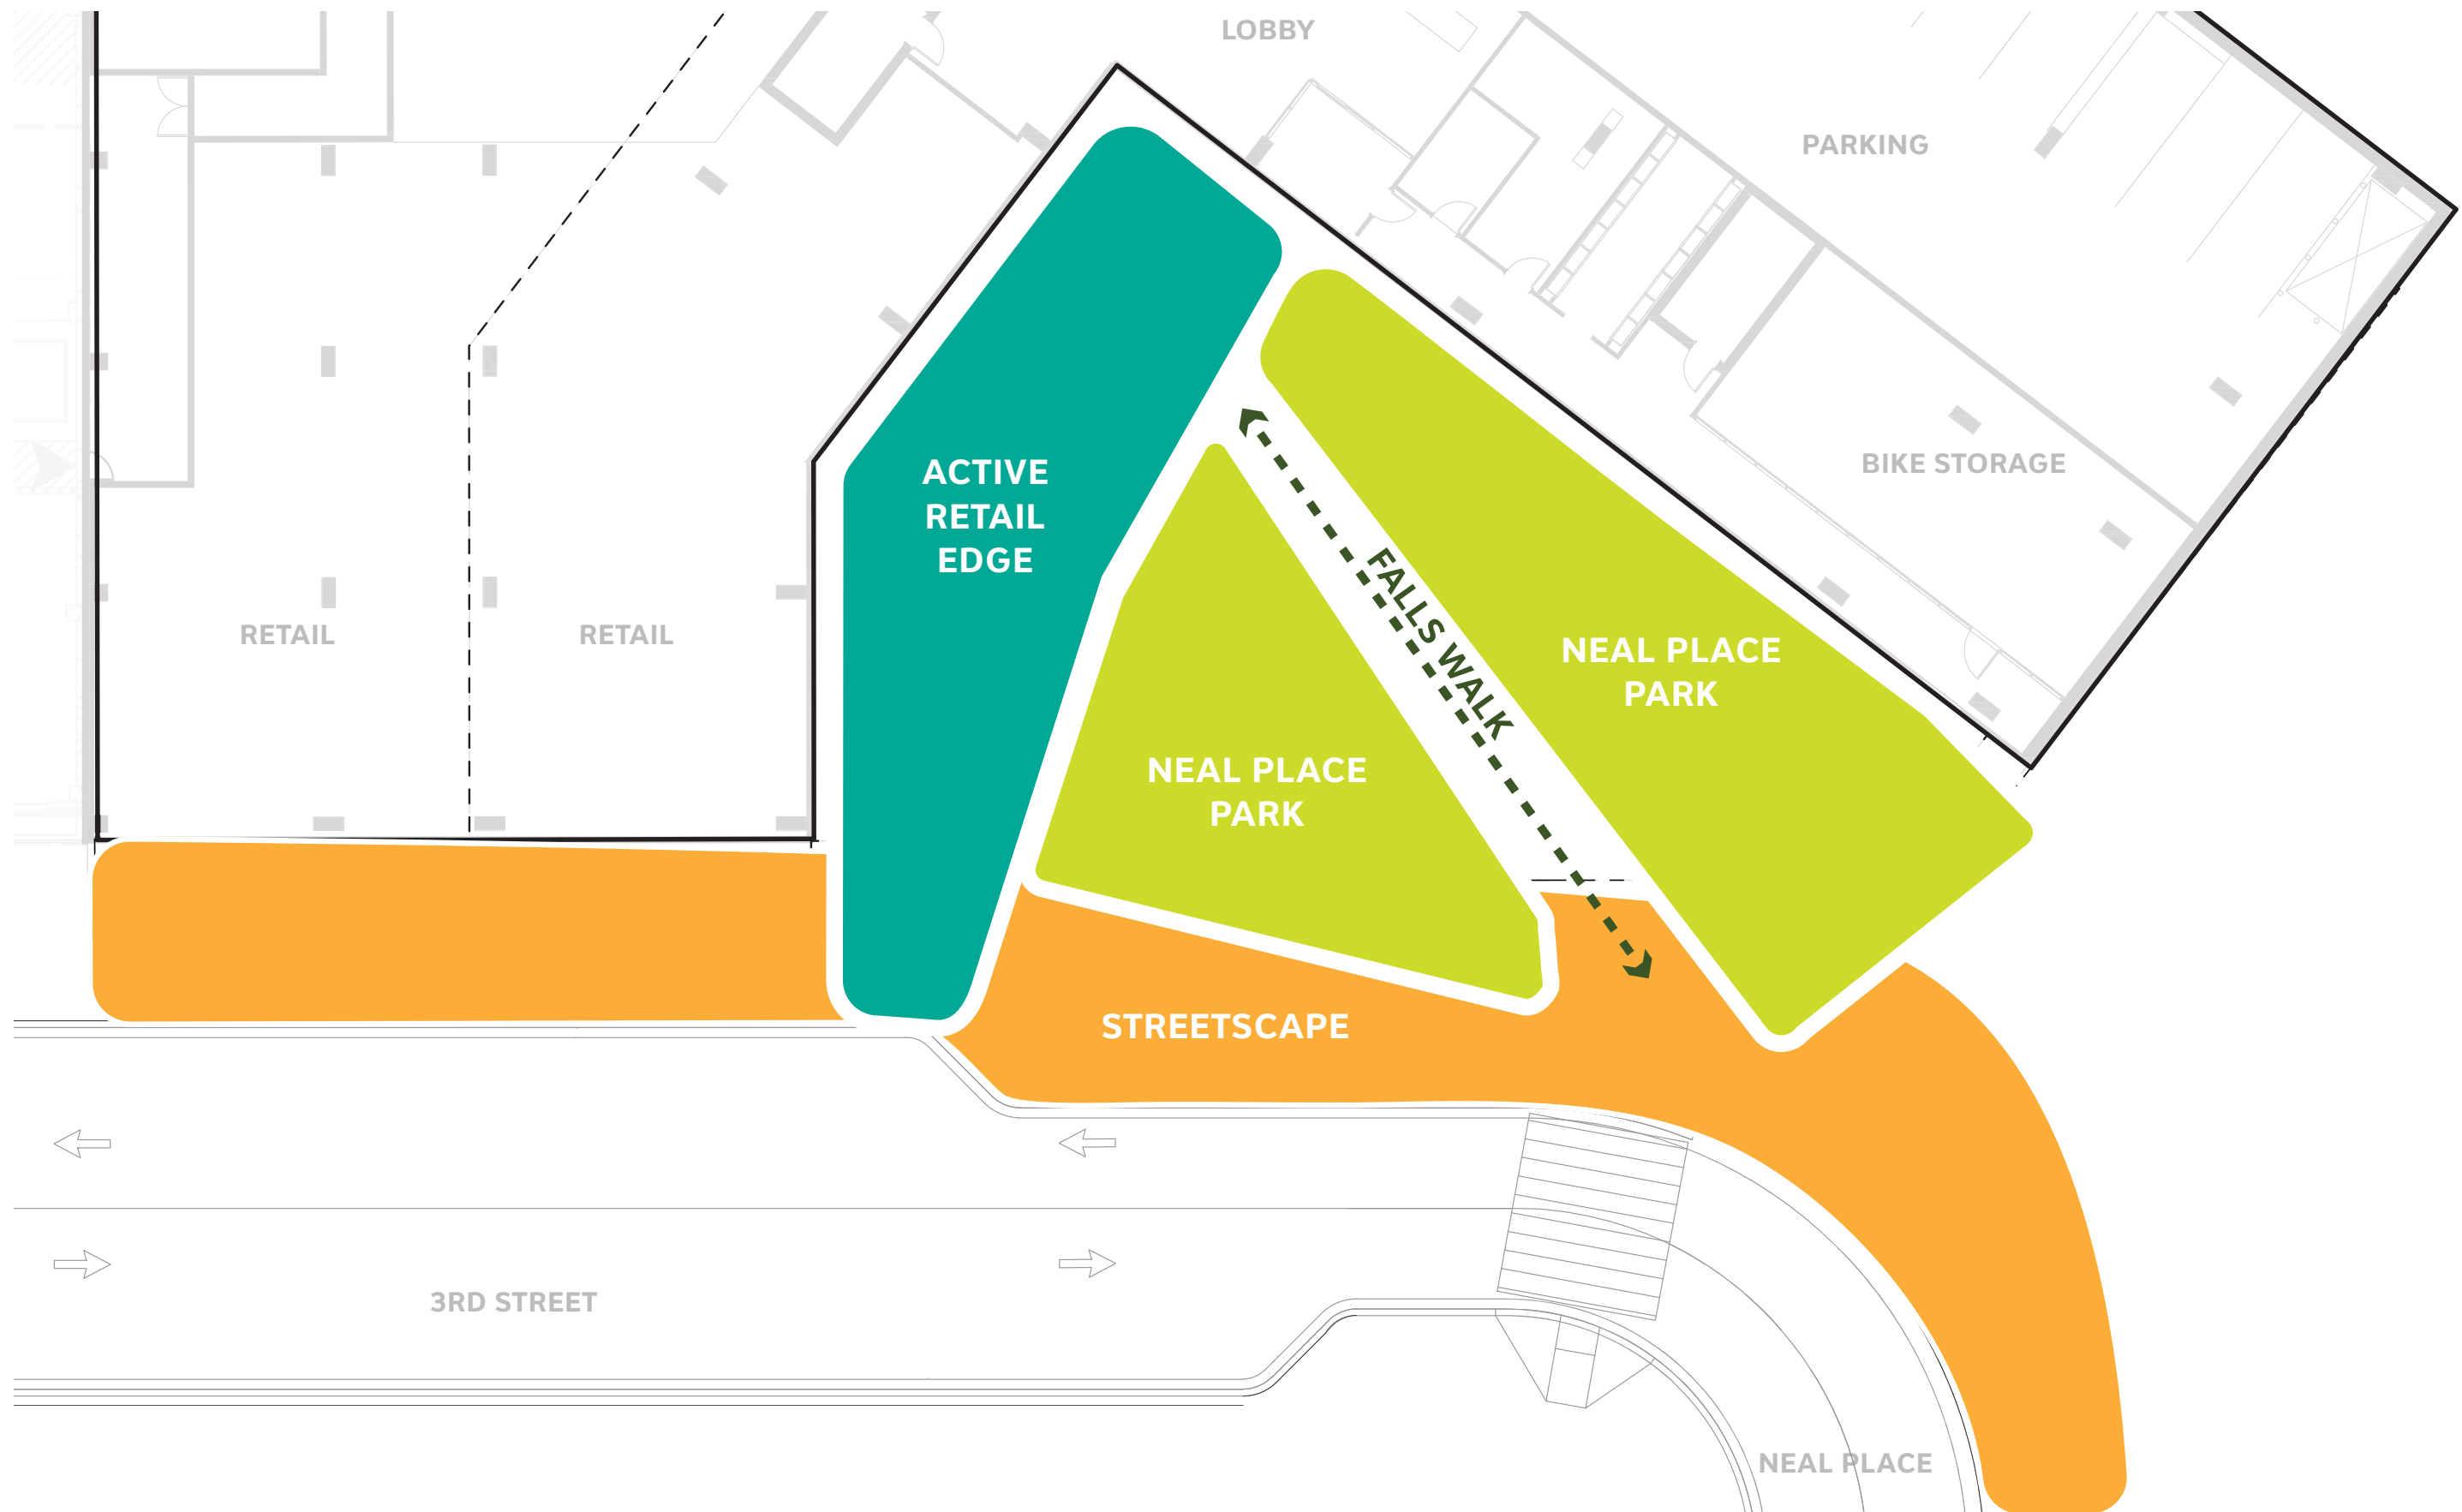 LOBBY
PARKING
BIKE STORAGE
ACTIVE
RETAIL
EDGE
FALLS WALK
RETAIL
RETAIL
NEAL PLACE
PARK
NEAL PLACE
PARK
STREETSCAPE
3RD STREET
NEAL PLACE